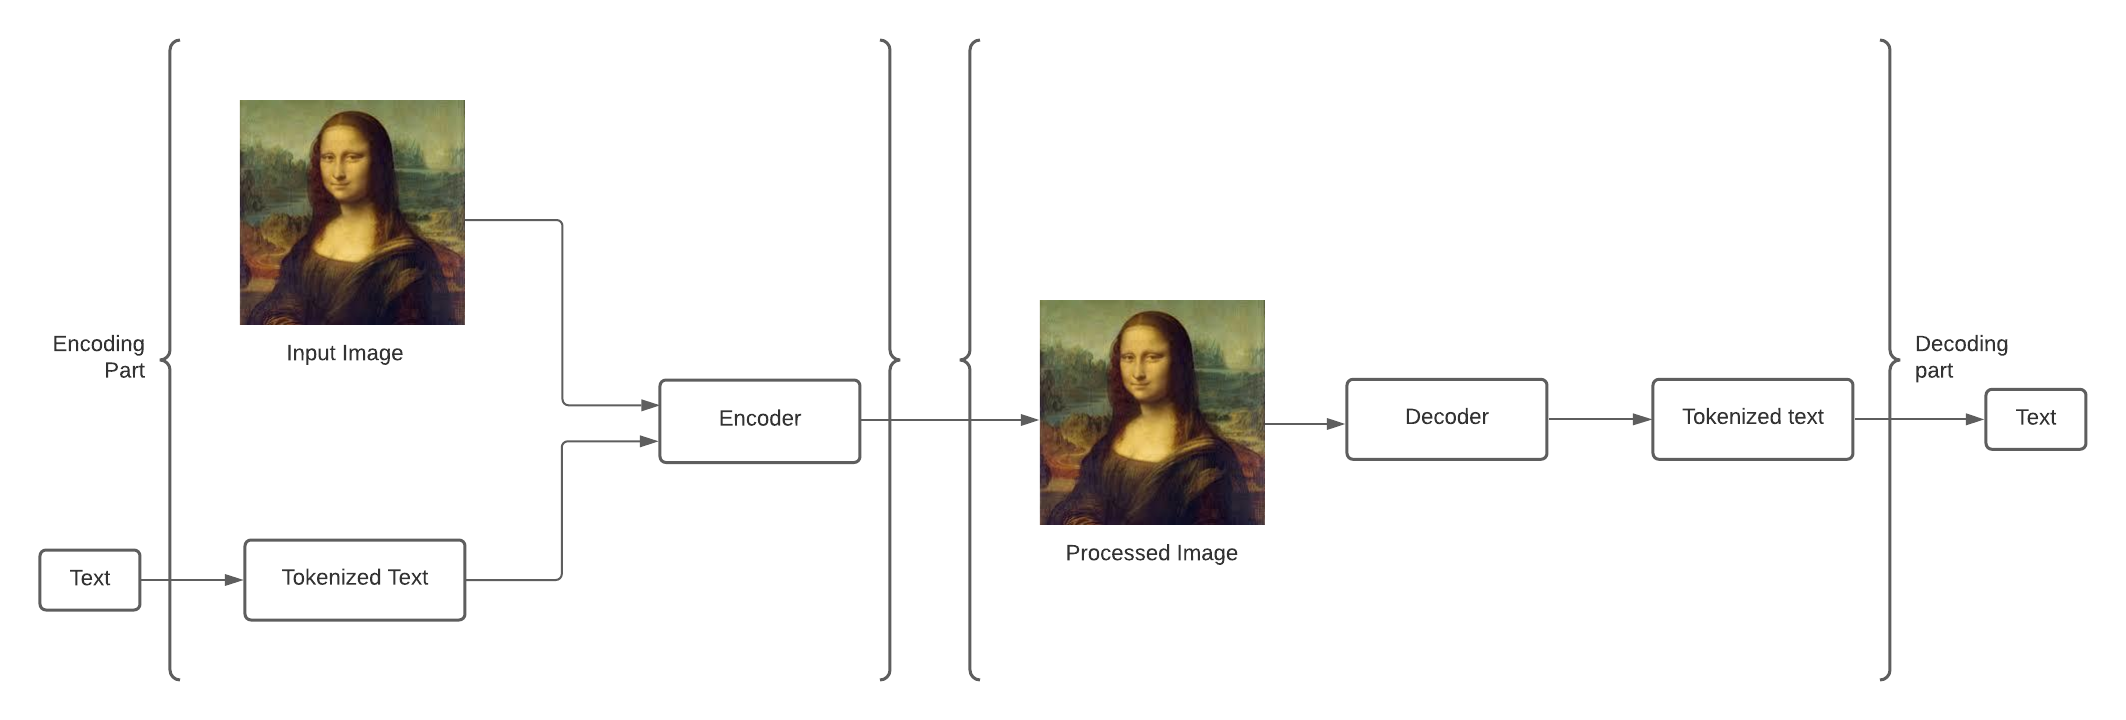 Encoding
Part
Input Image
Text
Tokenized Text
Encoder
Processed Image
Decoder
Tokenized text
Decoding
part
Text